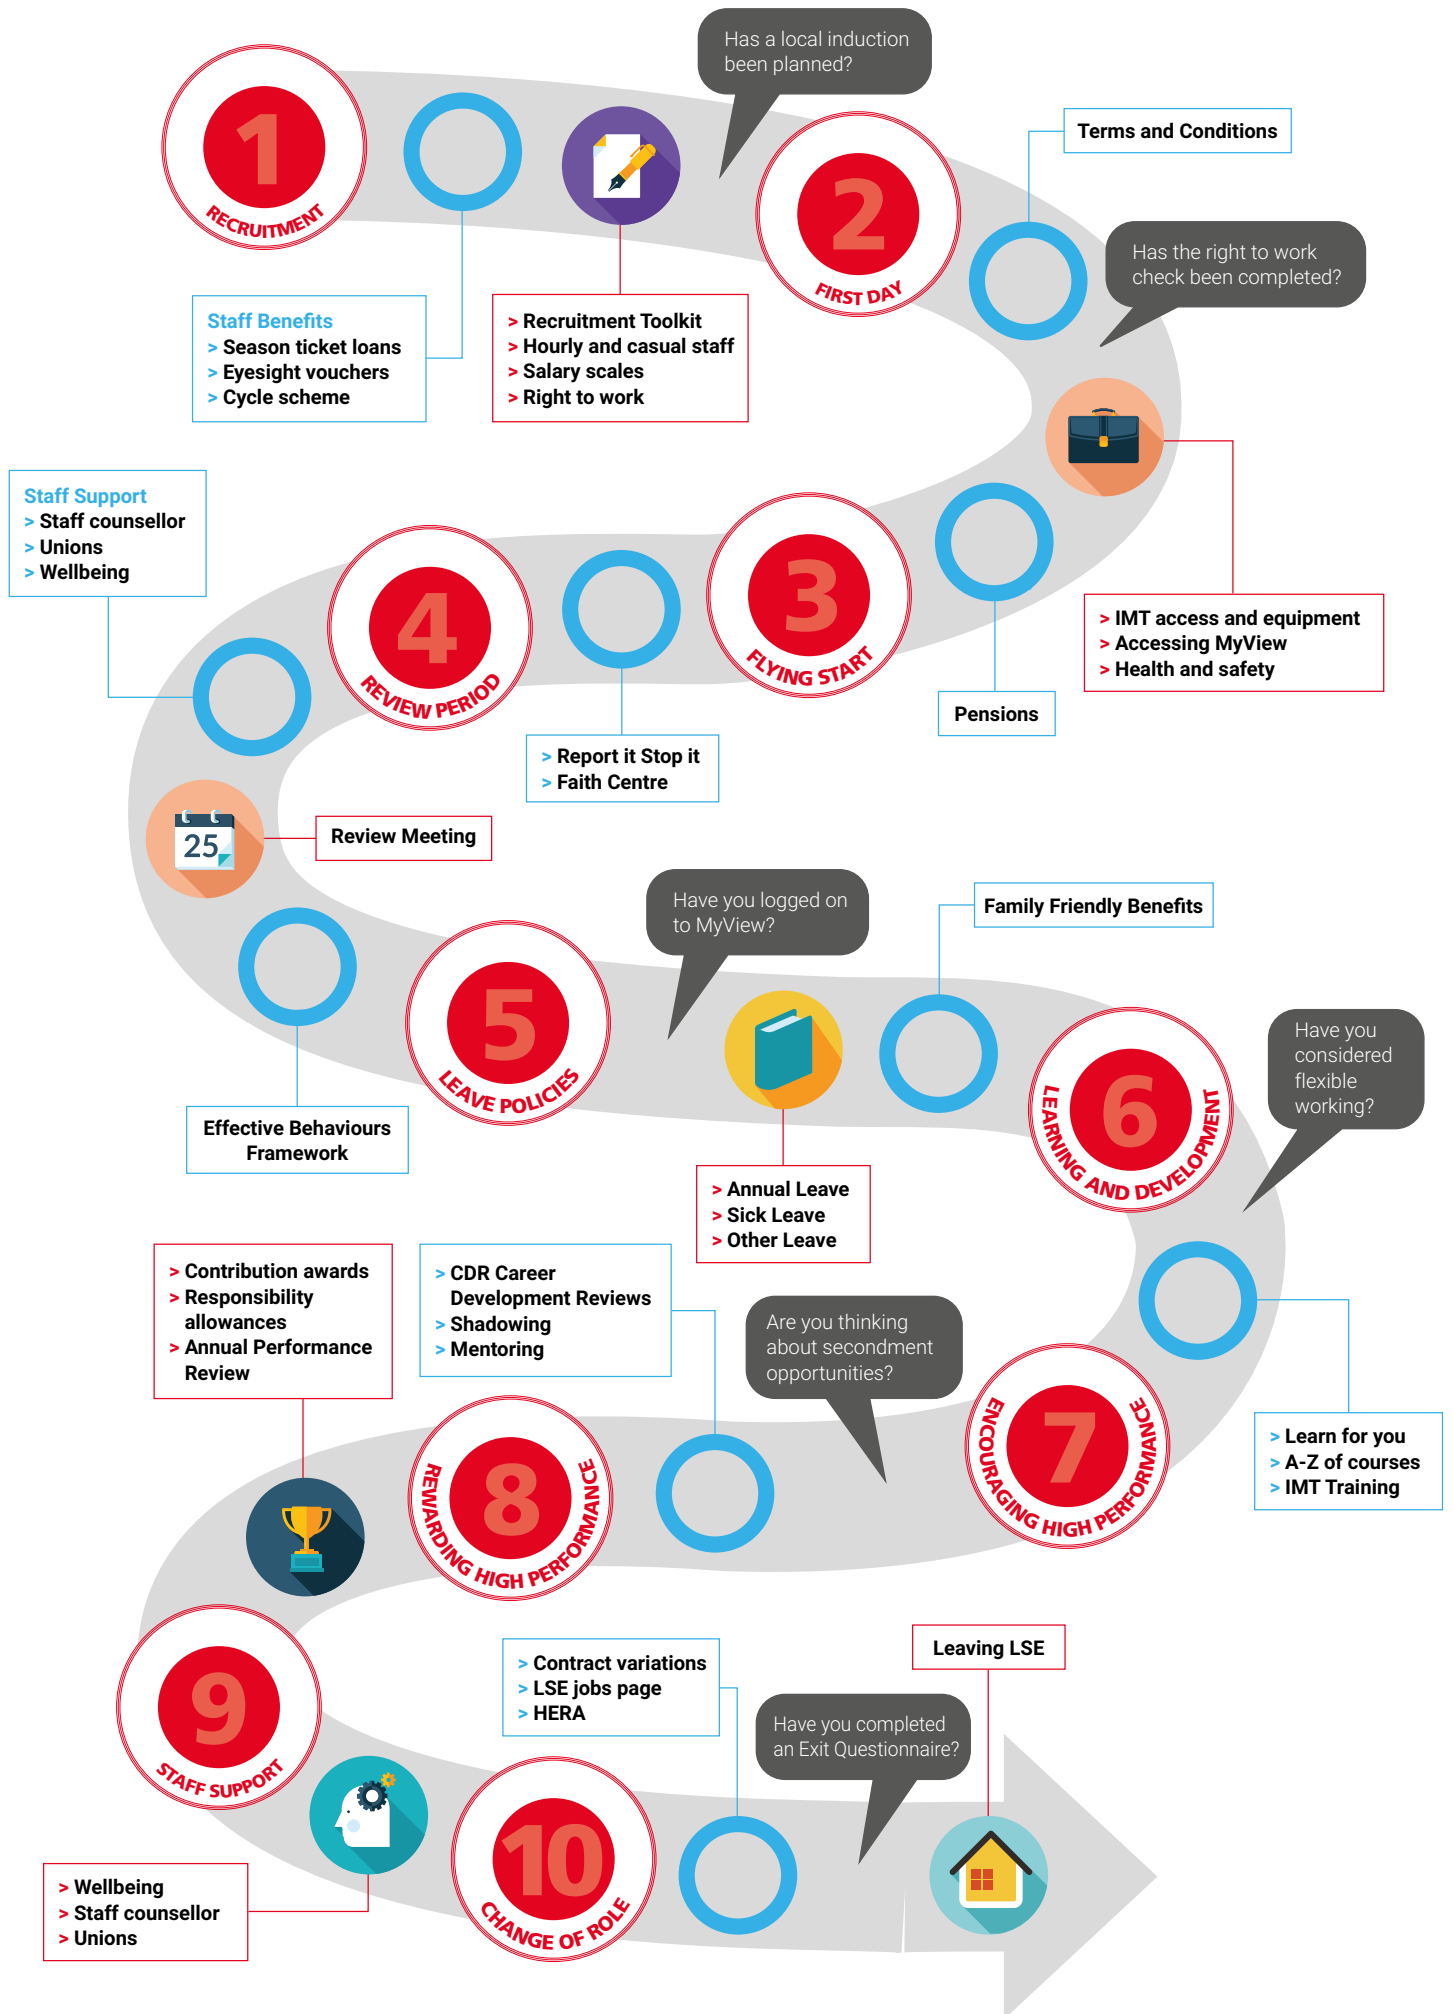 Has a local induction
been planned?
1
RECRUITMENT
2
FIRST DAY
Terms and Conditions
Has the right to work
check been completed?
Staff Benefits
> Season ticket loans
> Eyesight vouchers
> Cycle scheme
> Recruitment Toolkit
> Hourly and casual staff
> Salary scales
> Right to work
Staff Support
> Staff counsellor
> Unions
> Wellbeing
3
FLYING START
4
REVIEW PERIOD
> IMT access and equipment
> Accessing MyView
> Health and safety
Pensions
> Report it Stop it
> Faith Centre
25
Review Meeting
Have you logged on
to MyView?
Family Friendly Benefits
5
LEAVE POLICIES
6
LEARNING AND DEVELOPMENT
Have you
considered
flexible
working?
Effective Behaviours
Framework
> Annual Leave
> Sick Leave
> Other Leave
> Contribution awards
> Responsibility
allowances
> Annual Performance
Review
> CDR Career
Development Reviews
> Shadowing
> Mentoring
Are you thinking
about secondment
opportunities?
7
ENCOURAGING HIGH PERFORMANCE
> Learn for you
> A-Z of courses
> IMT Training
8
REWARDING HIGH PERFORMANCE
9
STAFF SUPPORT
> Contract variations
> LSE jobs page
> HERA
Leaving LSE
Have you completed
an Exit Questionnaire?
10
CHANGE OF ROLE
> Wellbeing
> Staff counsellor
> Unions